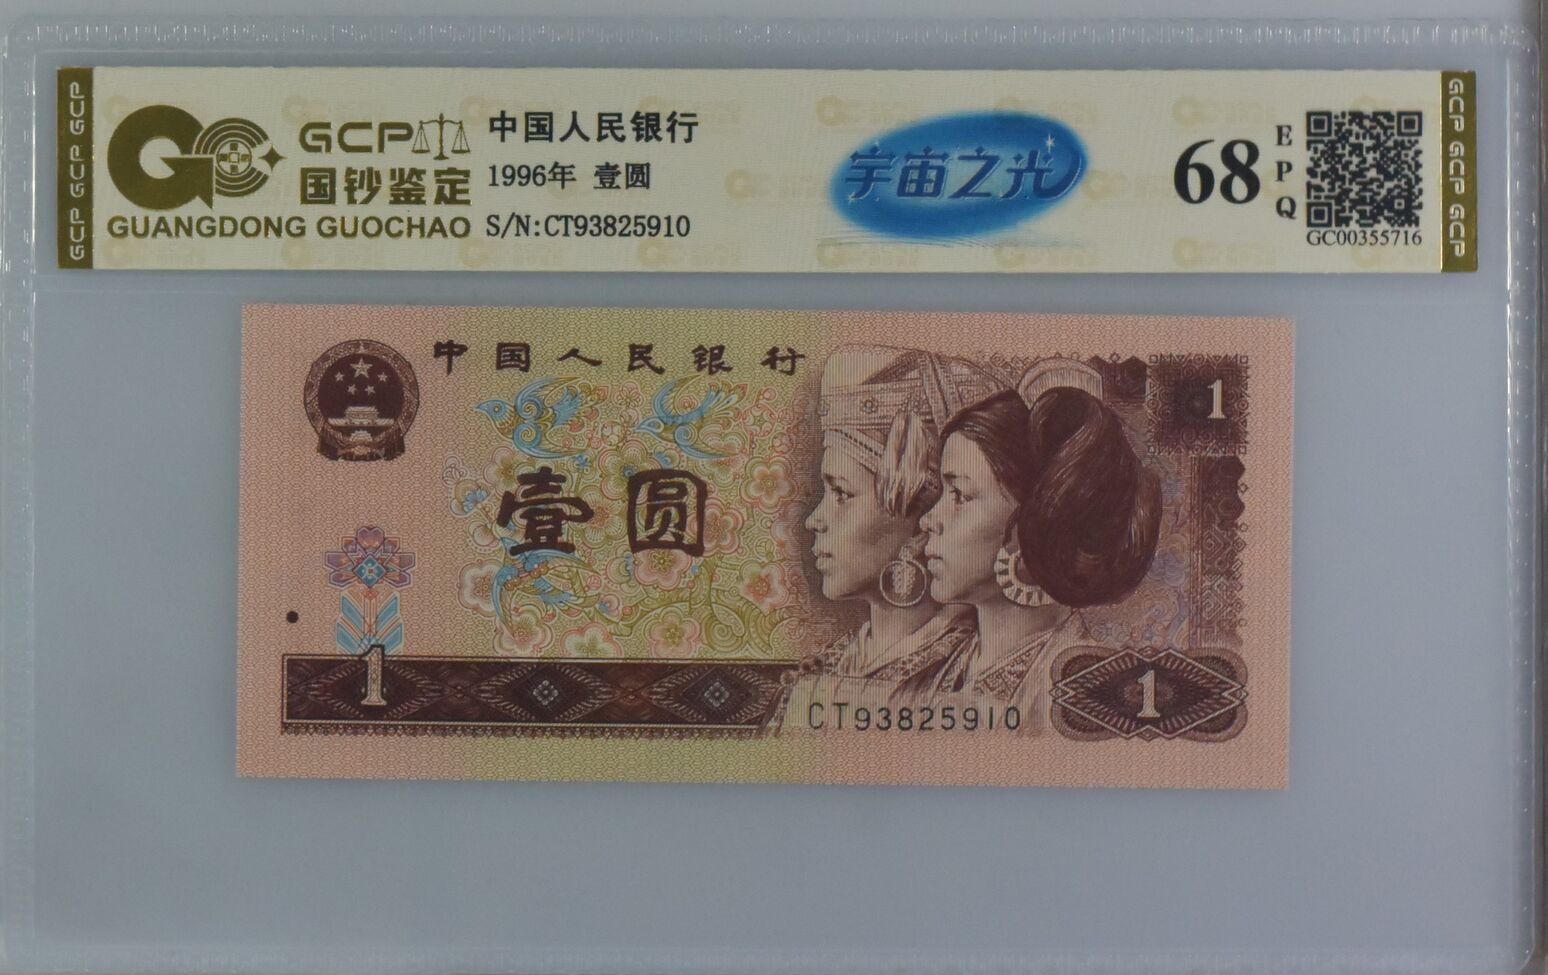 GCP GCP GCP
GCP
国钞鉴定
GUANGDONG GUOCHAO
中国人民银行
1996年 壹圆
S/N:CT93825910
宇宙之光
68
EPQ
GC00355716
GCP GCP GCP
中国人民银行
1
壹圆
1
CT93825910
1